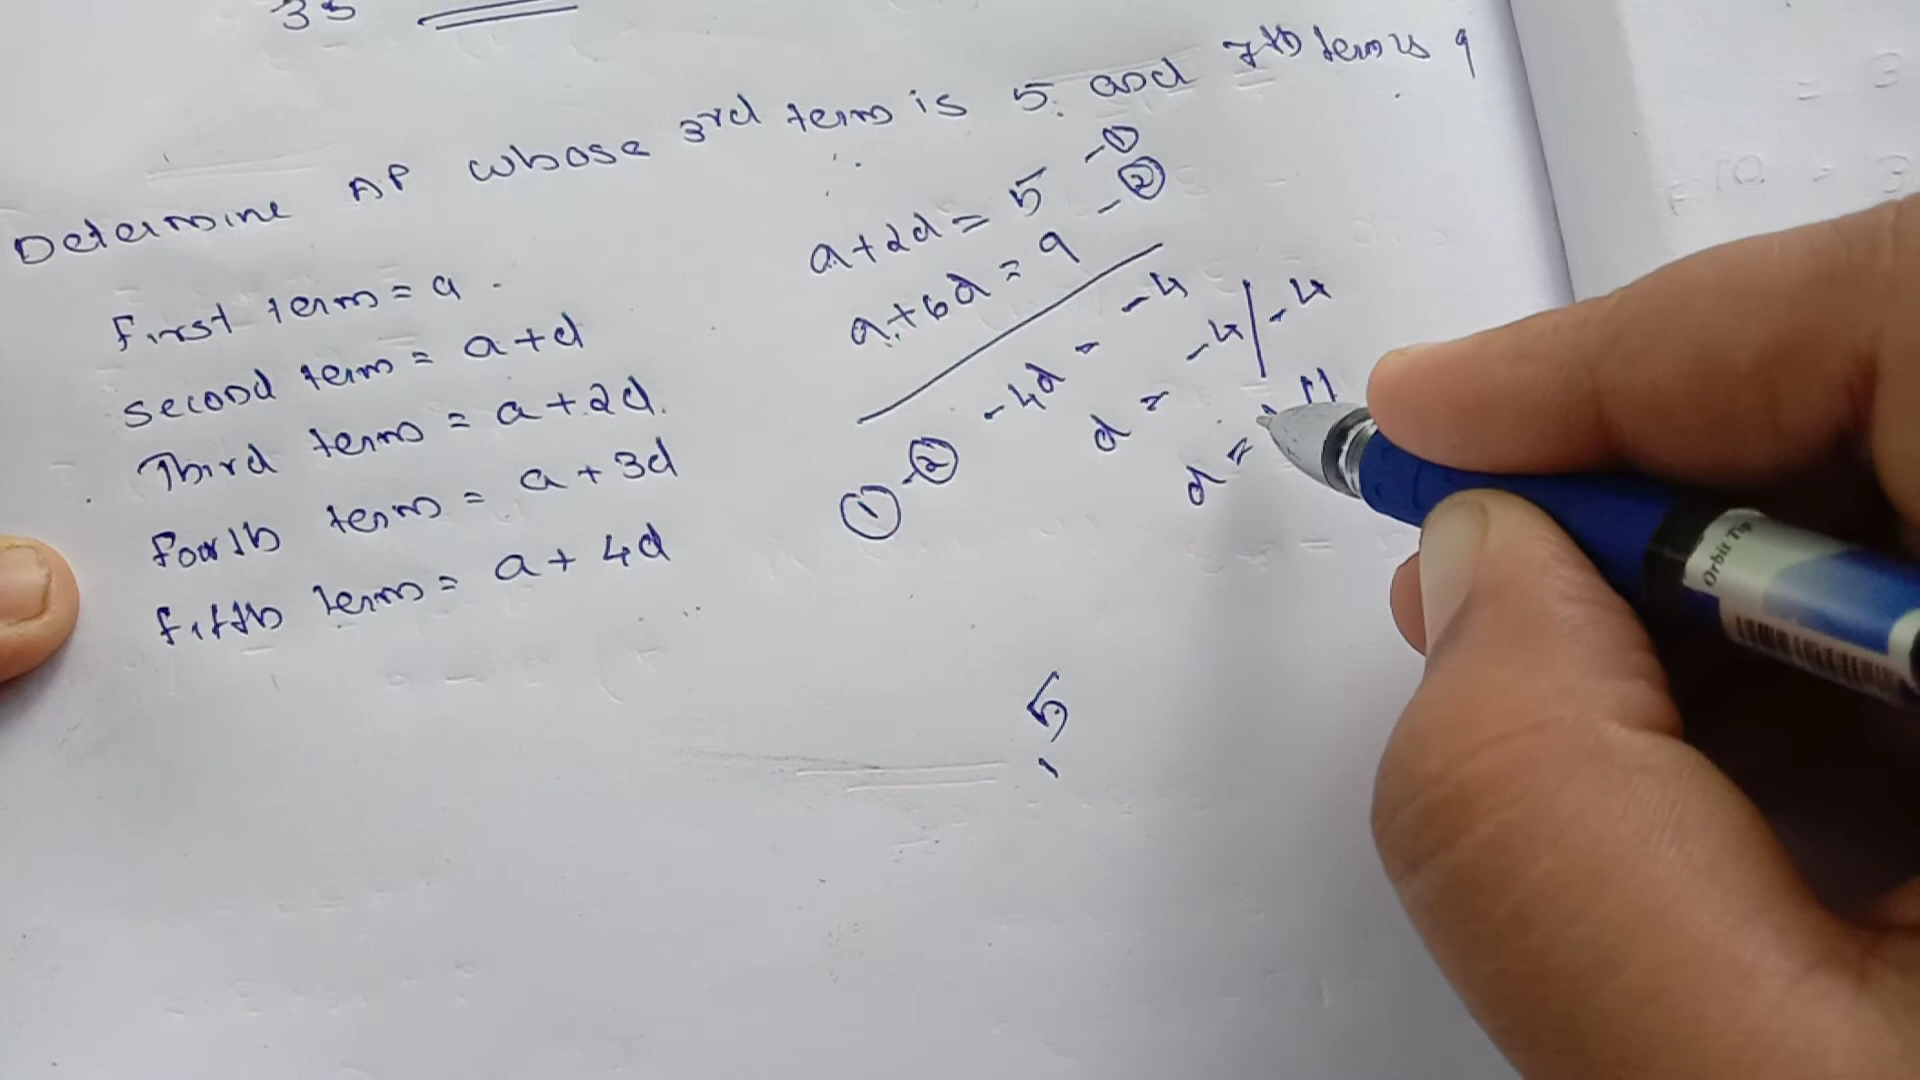 35
Determine AP whose 3rd term is 5 and 7th term is 9
First term = a
Second term = a+d
Third term = a+2d.
Fourth term = a+3d
Fifth term = a+4d
a+2d = 5 -①
a+6d = 9 -②
①-② -4d = -4
d = -4/-4
d =
5
Orbit Tip